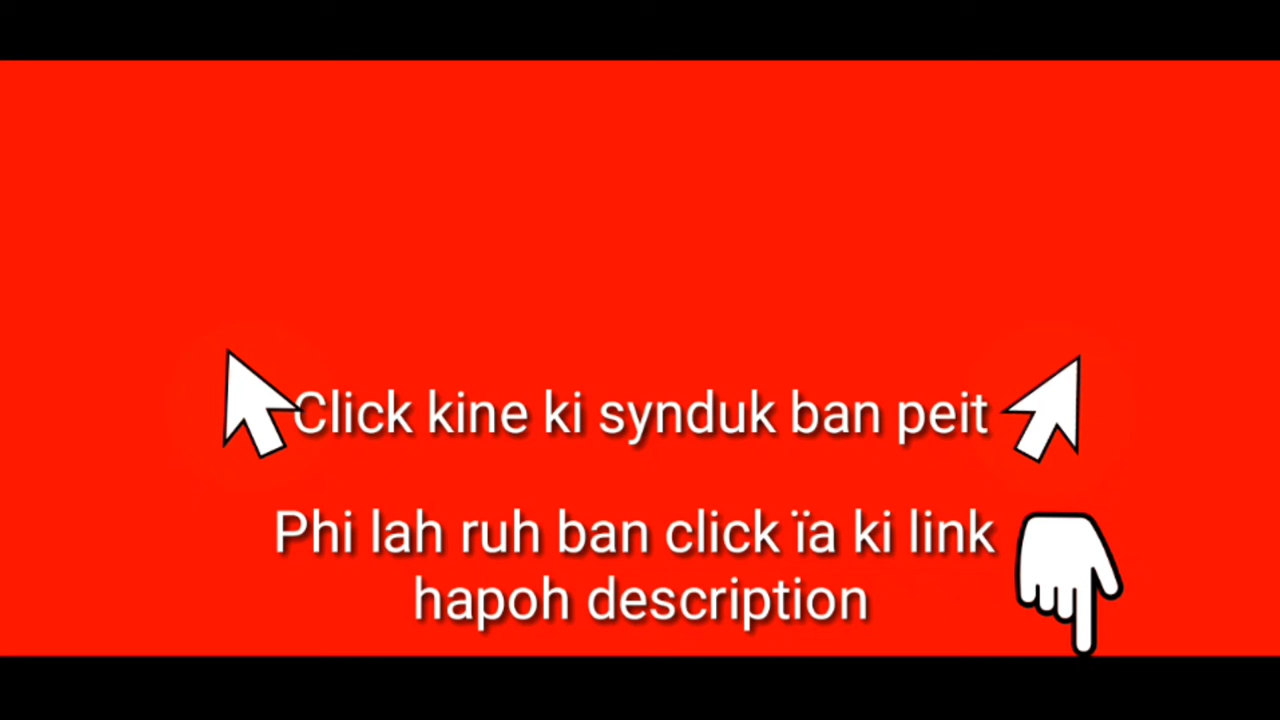 Click kine ki synduk ban peit
Phi lah ruh ban click ïa ki link
hapoh description